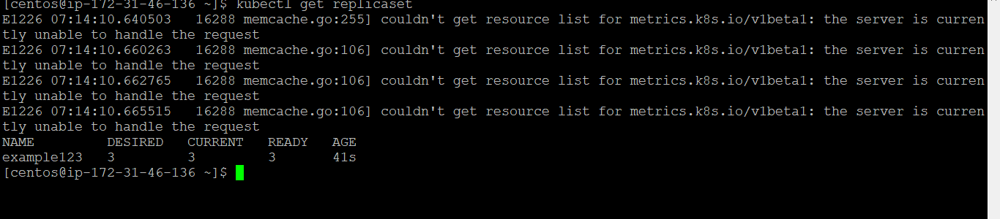 [centos@ip-172-31-46-136 ~]$ kubectl get replicaset
E1226 07:14:10.640503   16288 memcache.go:255] couldn't get resource list for metrics.k8s.io/v1beta1: the server is curren
tly unable to handle the request
E1226 07:14:10.660263   16288 memcache.go:106] couldn't get resource list for metrics.k8s.io/v1beta1: the server is curren
tly unable to handle the request
E1226 07:14:10.662765   16288 memcache.go:106] couldn't get resource list for metrics.k8s.io/v1beta1: the server is curren
tly unable to handle the request
E1226 07:14:10.665515   16288 memcache.go:106] couldn't get resource list for metrics.k8s.io/v1beta1: the server is curren
tly unable to handle the request
NAME         DESIRED   CURRENT   READY   AGE
example123   3         3         3       41s
[centos@ip-172-31-46-136 ~]$